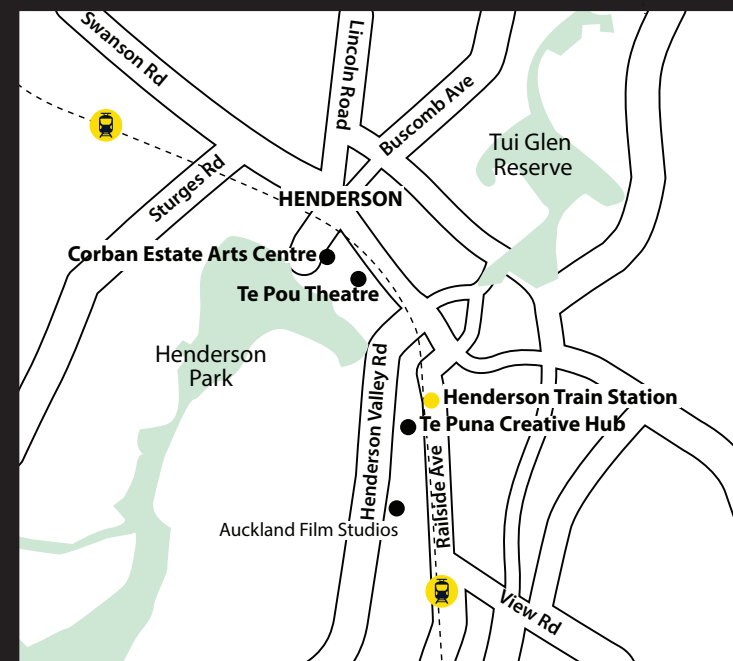 Swanson Rd
Lincoln Road
Buscomb Ave
Tui Glen
Reserve
Sturges Rd
HENDERSON
Corban Estate Arts Centre
Te Pou Theatre
Henderson
Park
Henderson Valley Rd
Henderson Train Station
Te Puna Creative Hub
Railside Ave
Auckland Film Studios
View Rd